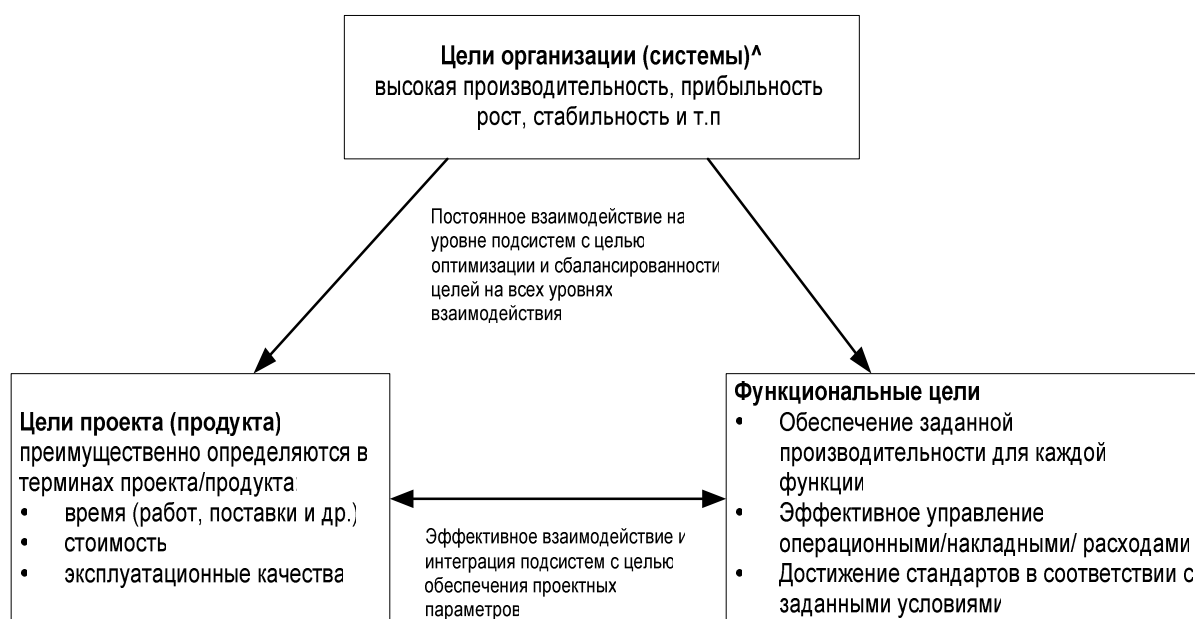 Цели организации (системы)^
высокая производительность, прибыльность
рост, стабильность и т.п
Постоянное взаимодействие на
уровне подсистем с целью
оптимизации и сбалансированности
целей на всех уровнях
взаимодействия
Цели проекта (продукта)
преимущественно определяются в
терминах проекта/продукта:
• время (работ, поставки и др.)
• стоимость
• эксплуатационные качества
Эффективное взаимодействие и
интеграция подсистем с целью
обеспечения проектных
параметров
Функциональные цели
• Обеспечение заданной
производительности для каждой
функции
• Эффективное управление
операционными/накладными/ расходами
• Достижение стандартов в соответствии с
заданными условиями